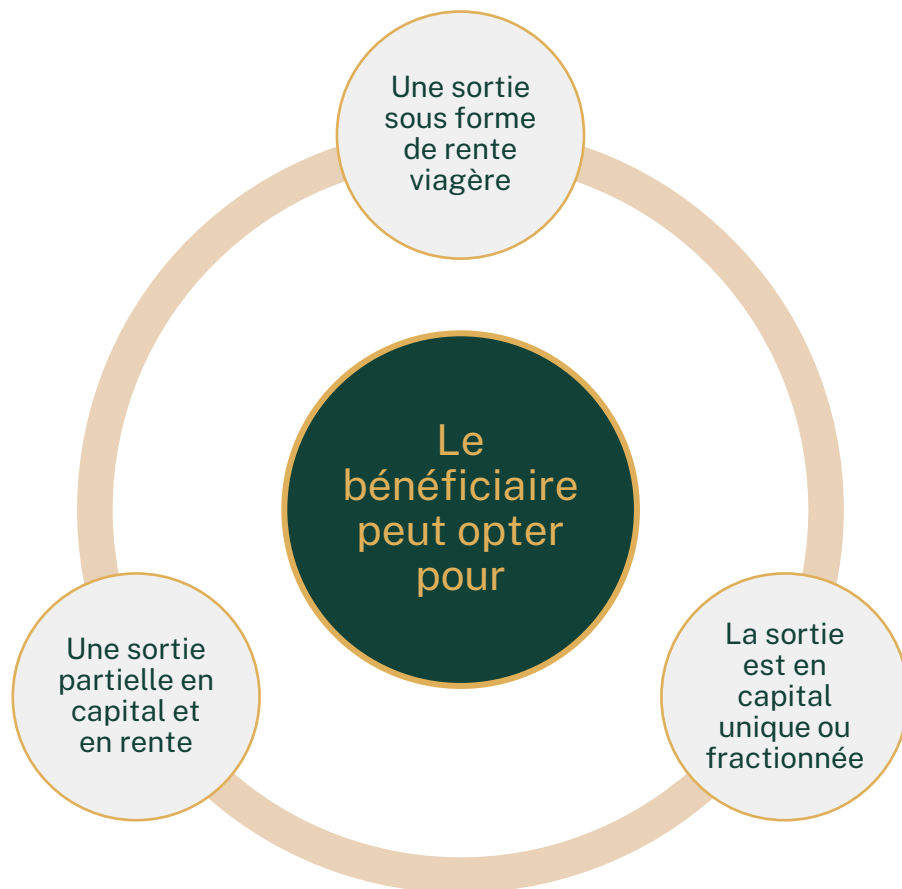 Une sortie
sous forme
de rente
viagère
Le
bénéficiaire
peut opter
pour
Une sortie
partielle en
capital et
en rente
La sortie
est en
capital
unique ou
fractionnée